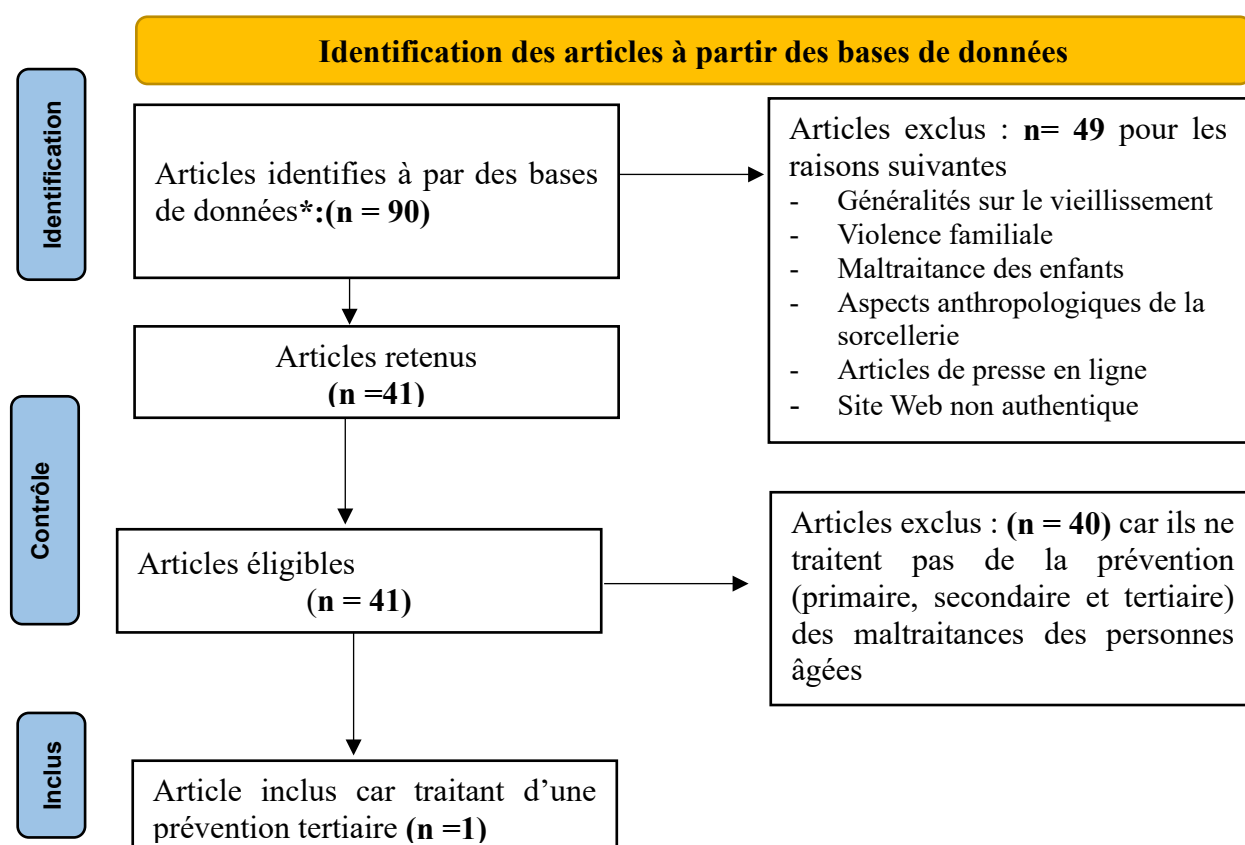 Identification des articles à partir des bases de données
Identification
Articles identifies à par des bases
de données*:(n = 90)
Articles exclus : n= 49 pour les
raisons suivantes
- Généralités sur le vieillissement
- Violence familiale
- Maltraitance des enfants
- Aspects anthropologiques de la
sorcellerie
- Articles de presse en ligne
- Site Web non authentique
Articles retenus
(n =41)
Contrôle
Articles éligibles
(n = 41)
Articles exclus : (n = 40) car ils ne
traitent pas de la prévention
(primaire, secondaire et tertiaire)
des maltraitances des personnes
âgées
Inclus
Article inclus car traitant d’une
prévention tertiaire (n =1)